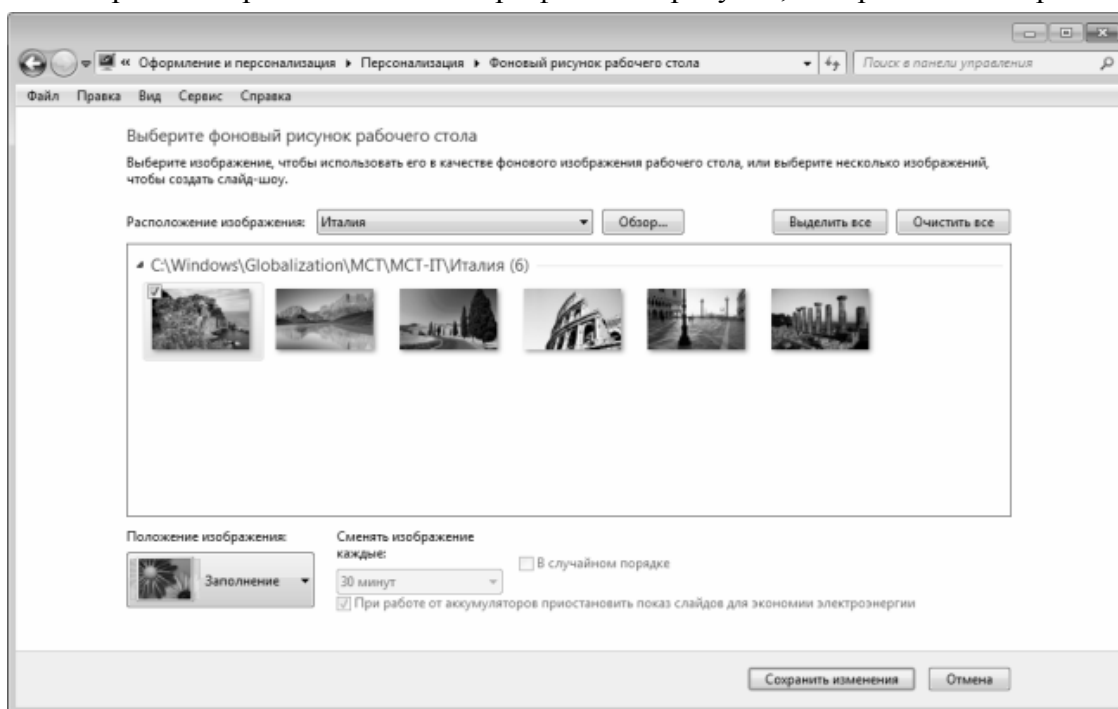 « Оформление и персонализация ▸ Персонализация ▸ Фоновый рисунок рабочего стола
Поиск в панели управления
Файл Правка Вид Сервис Справка
Выберите фоновый рисунок рабочего стола
Выберите изображение, чтобы использовать его в качестве фонового изображения рабочего стола, или выберите несколько изображений,
чтобы создать слайд-шоу.
Расположение изображения: Италия Обзор... Выделить все Очистить все
C:\Windows\Globalization\MCT\MCT-IT\Италия (6)
Положение изображения:
Заполнение
Сменять изображение
каждые:
30 минут
В случайном порядке
При работе от аккумуляторов приостановить показ слайдов для экономии электроэнергии
Сохранить изменения Отмена